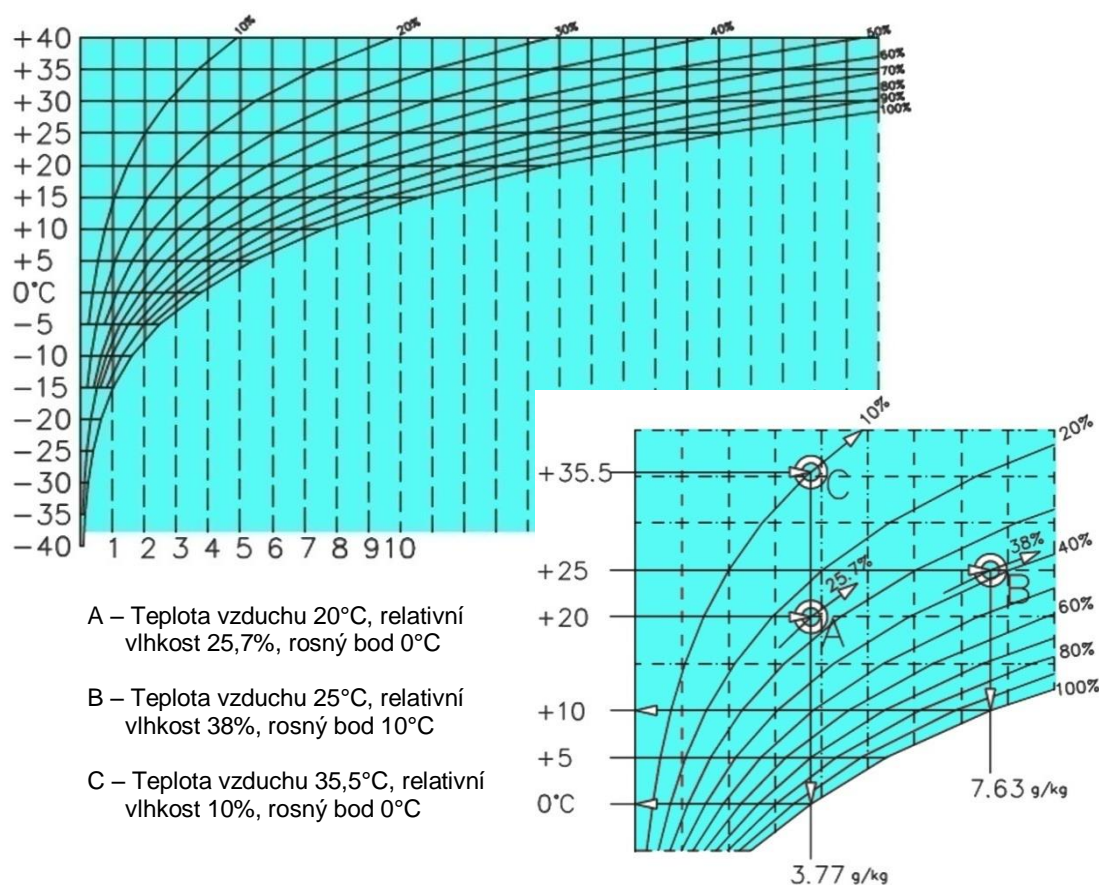 10% 20% 30% 40% 50%
60%
70%
80%
90%
100%
+40
+35
+30
+25
+20
+15
+10
+5
0°C
−5
−10
−15
−20
−25
−30
−35
−40
1 2 3 4 5 6 7 8 9 10
A – Teplota vzduchu 20°C, relativní
vlhkost 25,7%, rosný bod 0°C
B – Teplota vzduchu 25°C, relativní
vlhkost 38%, rosný bod 10°C
C – Teplota vzduchu 35,5°C, relativní
vlhkost 10%, rosný bod 0°C
10%
20%
+35.5
C
38%
40%
25.7%
+25
B
60%
+20
A
80%
100%
+10
+5
7.63 g/kg
0°C
3.77 g/kg